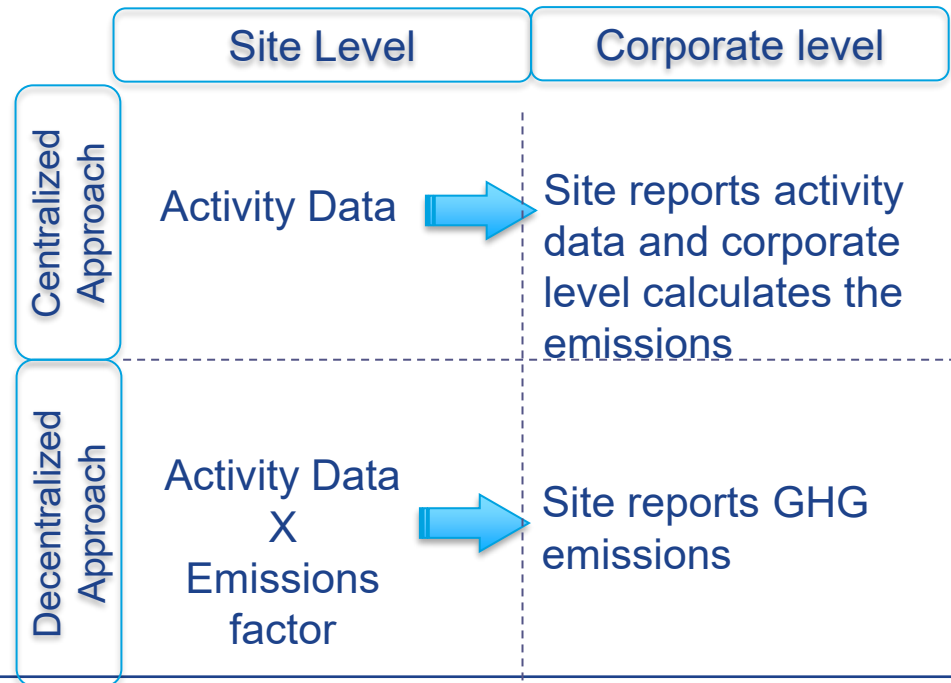 Site Level
Corporate level
Centralized
Approach
Activity Data
Site reports activity
data and corporate
level calculates the
emissions
Decentralized
Approach
Activity Data
X
Emissions
factor
Site reports GHG
emissions